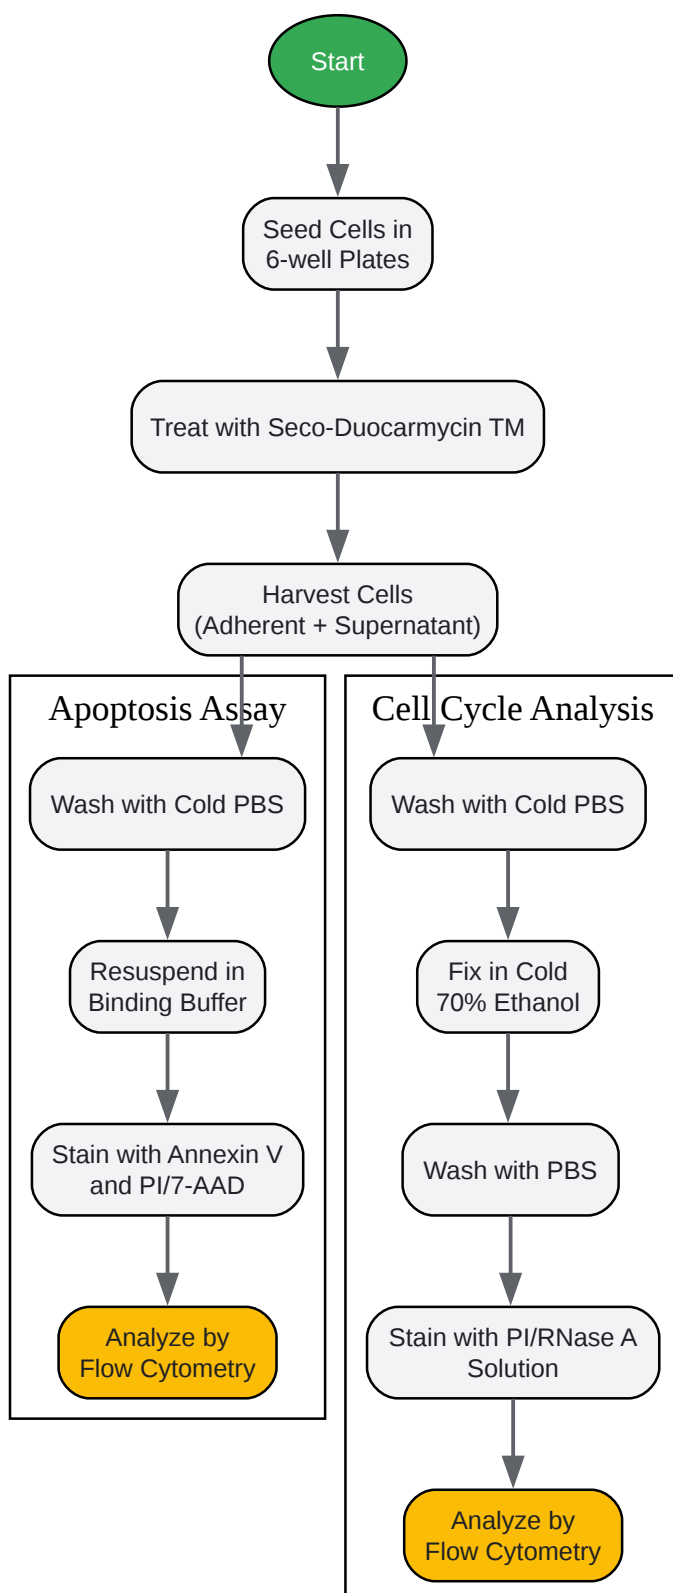 Start
Seed Cells in
6-well Plates
Treat with Seco-Duocarmycin TM
Harvest Cells
(Adherent + Supernatant)
Apoptosis Assay
Wash with Cold PBS
Resuspend in
Binding Buffer
Stain with Annexin V
and PI/7-AAD
Analyze by
Flow Cytometry
Cell Cycle Analysis
Wash with Cold PBS
Fix in Cold
70% Ethanol
Wash with PBS
Stain with PI/RNase A
Solution
Analyze by
Flow Cytometry